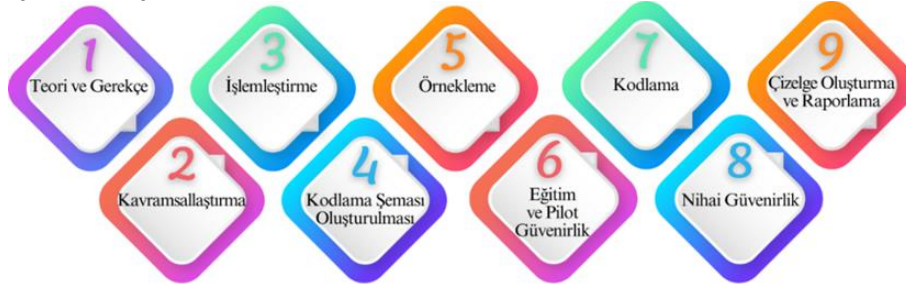 1
Teori ve Gerekçe
2
Kavramsallaştırma
3
İşlemleştirme
4
Kodlama Şeması
Oluşturulması
5
Örnekleme
6
Eğitim
ve Pilot
Güvenirlik
7
Kodlama
8
Nihai Güvenirlik
9
Çizelge Oluşturma
ve Raporlama